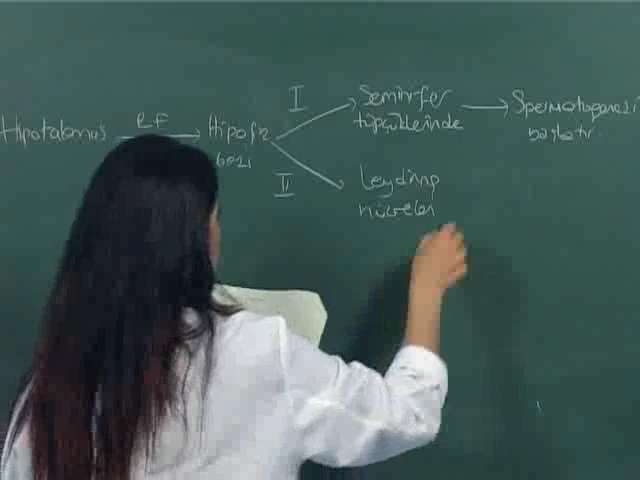 Hipotalamus RF Hipofiz
bezi
I
Seminifer
tüpçüklerinde
Spermatogenezi
başlatır
II
Leyding
hücreleri